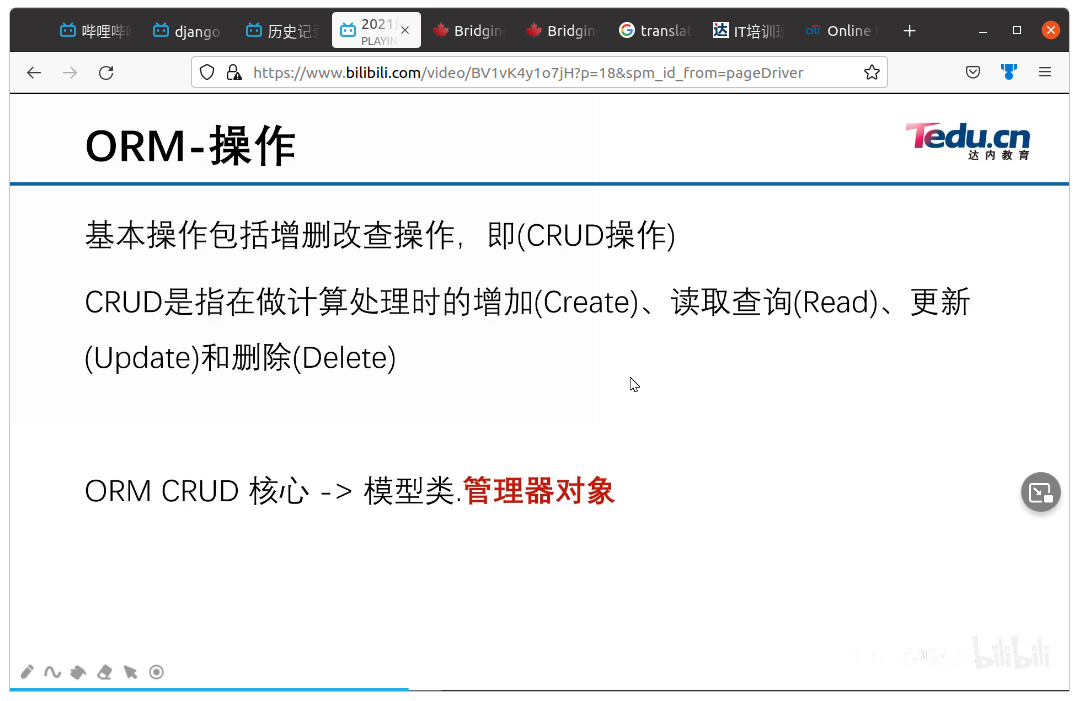 哔哩哔
django
历史记
2021
PLAYIN
Bridgin
Bridgin
translat
IT培训
Online
https://www.bilibili.com/video/BV1vK4y1o7jH?p=18&spm_id_from=pageDriver
ORM-操作
Tedu.cn
达内教育
基本操作包括增删改查操作，即(CRUD操作)
CRUD是指在做计算处理时的增加(Create)、读取查询(Read)、更新
(Update)和删除(Delete)
ORM CRUD 核心 -> 模型类.管理器对象
bilibili